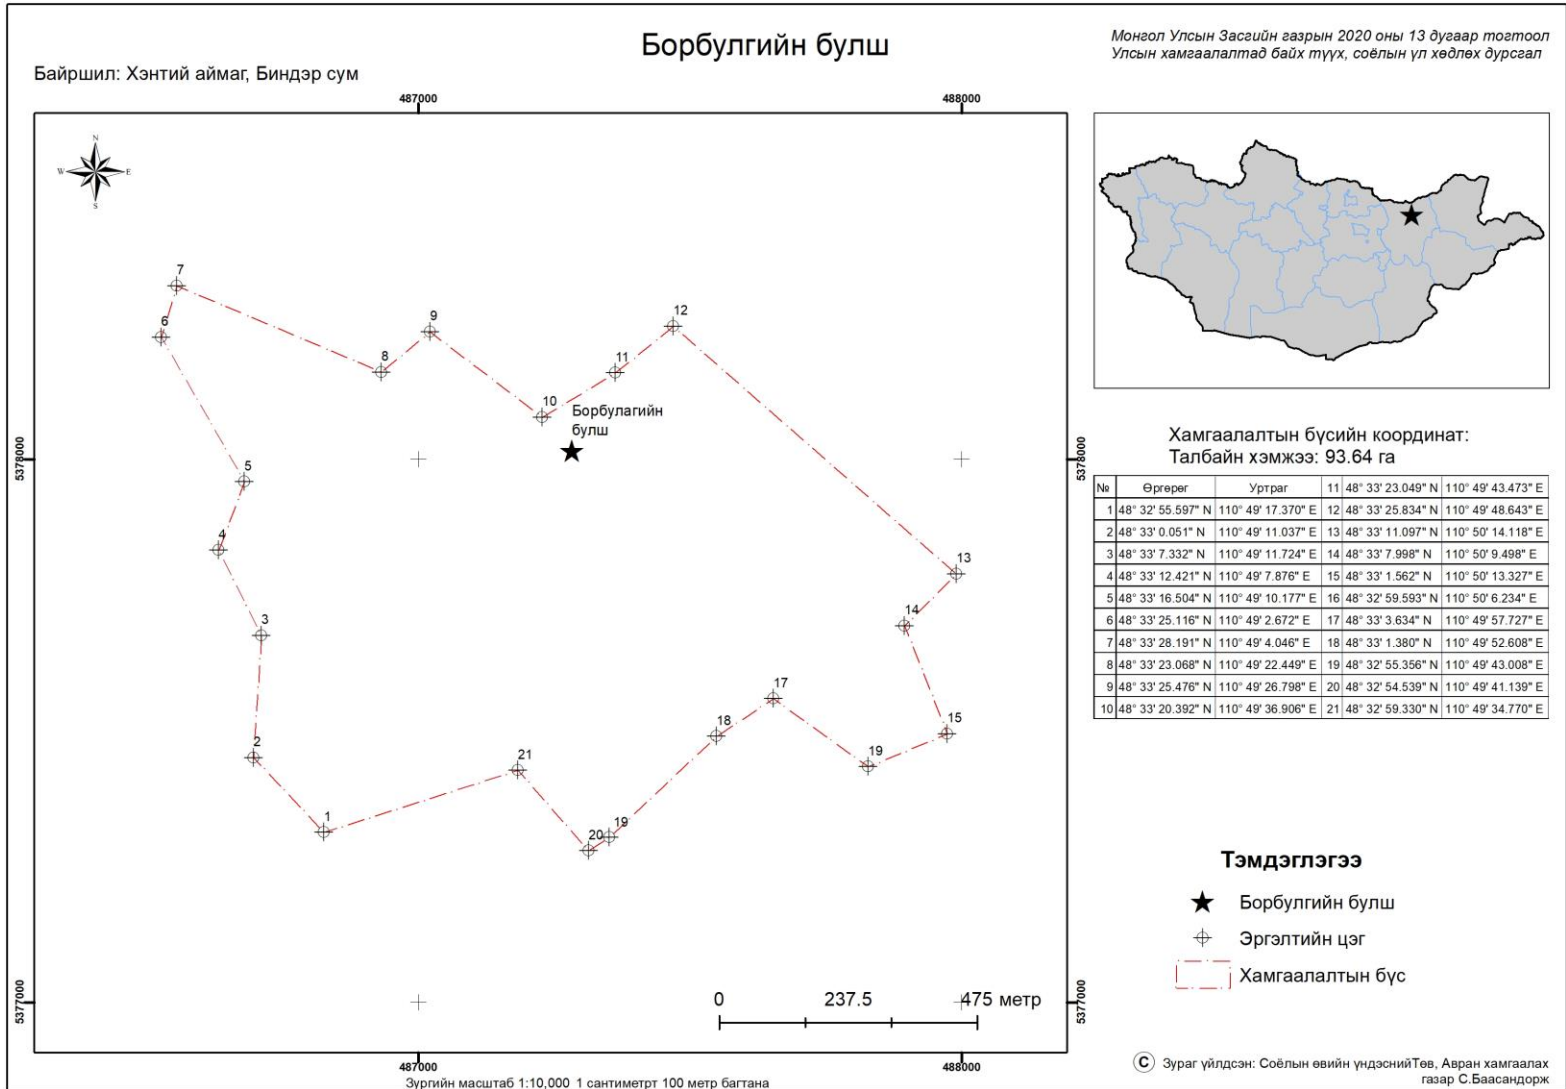 Борбулгийн булш
Монгол Улсын Засгийн газрын 2020 оны 13 дугаар тогтоол
Улсын хамгаалалтад байх түүх, соёлын үл хөдлөх дурсгал
Байршил: Хэнтий аймаг, Биндэр сум
487000 488000
N
W E
S
7
6
8
9
10
11
12
Борбулагийн
булш
5378000 5378000
5
4
3
2
1
13
14
15
19
17
18
21
20 19
5377000 5377000
0 237.5 475 метр
487000 488000
Зургийн масштаб 1:10,000 1 сантиметрт 100 метр багтана
Хамгаалалтын бүсийн координат:
Талбайн хэмжээ: 93.64 га
№ Өргөрөг Уртраг 11 48° 33' 23.049" N 110° 49' 43.473" E
1 48° 32' 55.597" N 110° 49' 17.370" E 12 48° 33' 25.834" N 110° 49' 48.643" E
2 48° 33' 0.051" N 110° 49' 11.037" E 13 48° 33' 11.097" N 110° 50' 14.118" E
3 48° 33' 7.332" N 110° 49' 11.724" E 14 48° 33' 7.998" N 110° 50' 9.498" E
4 48° 33' 12.421" N 110° 49' 7.876" E 15 48° 33' 1.562" N 110° 50' 13.327" E
5 48° 33' 16.504" N 110° 49' 10.177" E 16 48° 32' 59.593" N 110° 50' 6.234" E
6 48° 33' 25.116" N 110° 49' 2.672" E 17 48° 33' 3.634" N 110° 49' 57.727" E
7 48° 33' 28.191" N 110° 49' 4.046" E 18 48° 33' 1.380" N 110° 49' 52.608" E
8 48° 33' 23.068" N 110° 49' 22.449" E 19 48° 32' 55.356" N 110° 49' 43.008" E
9 48° 33' 25.476" N 110° 49' 26.798" E 20 48° 32' 54.539" N 110° 49' 41.139" E
10 48° 33' 20.392" N 110° 49' 36.906" E 21 48° 32' 59.330" N 110° 49' 34.770" E
Тэмдэглэгээ
Борбулгийн булш
Эргэлтийн цэг
Хамгаалалтын бүс
C Зураг үйлдсэн: Соёлын өвийн үндэснийТөв, Авран хамгаалах
газар С.Баасандорж